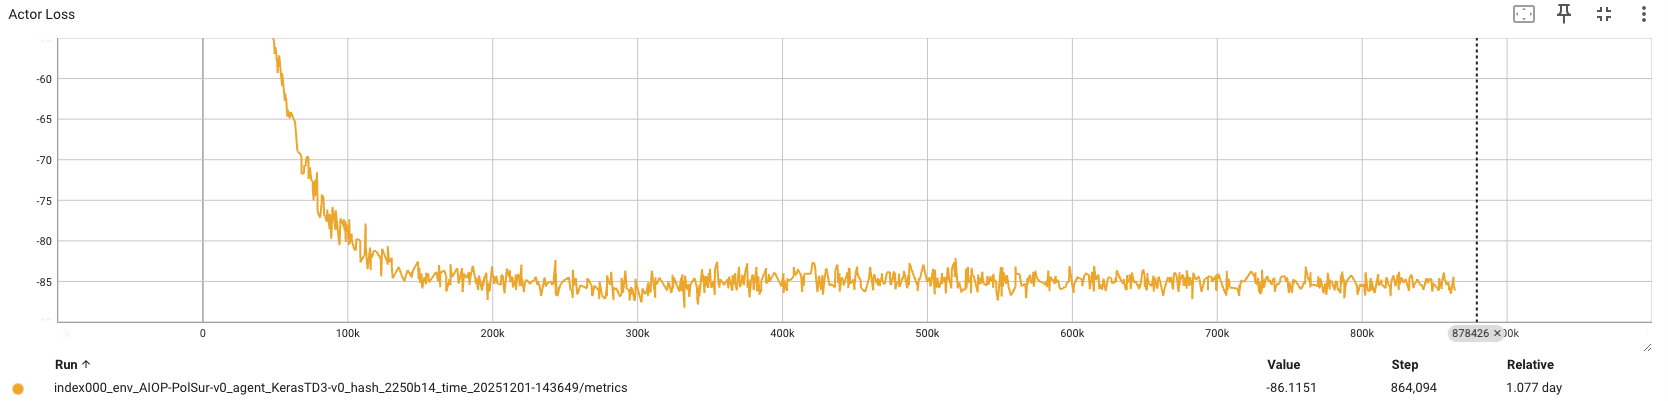 Actor Loss
-60
-65
-70
-75
-80
-85
0 100k 200k 300k 400k 500k 600k 700k 800k 878426 ✕ 00k
Run ↑ Value Step Relative
index000_env_AIOP-PolSur-v0_agent_KerasTD3-v0_hash_2250b14_time_20251201-143649/metrics -86.1151 864,094 1.077 day